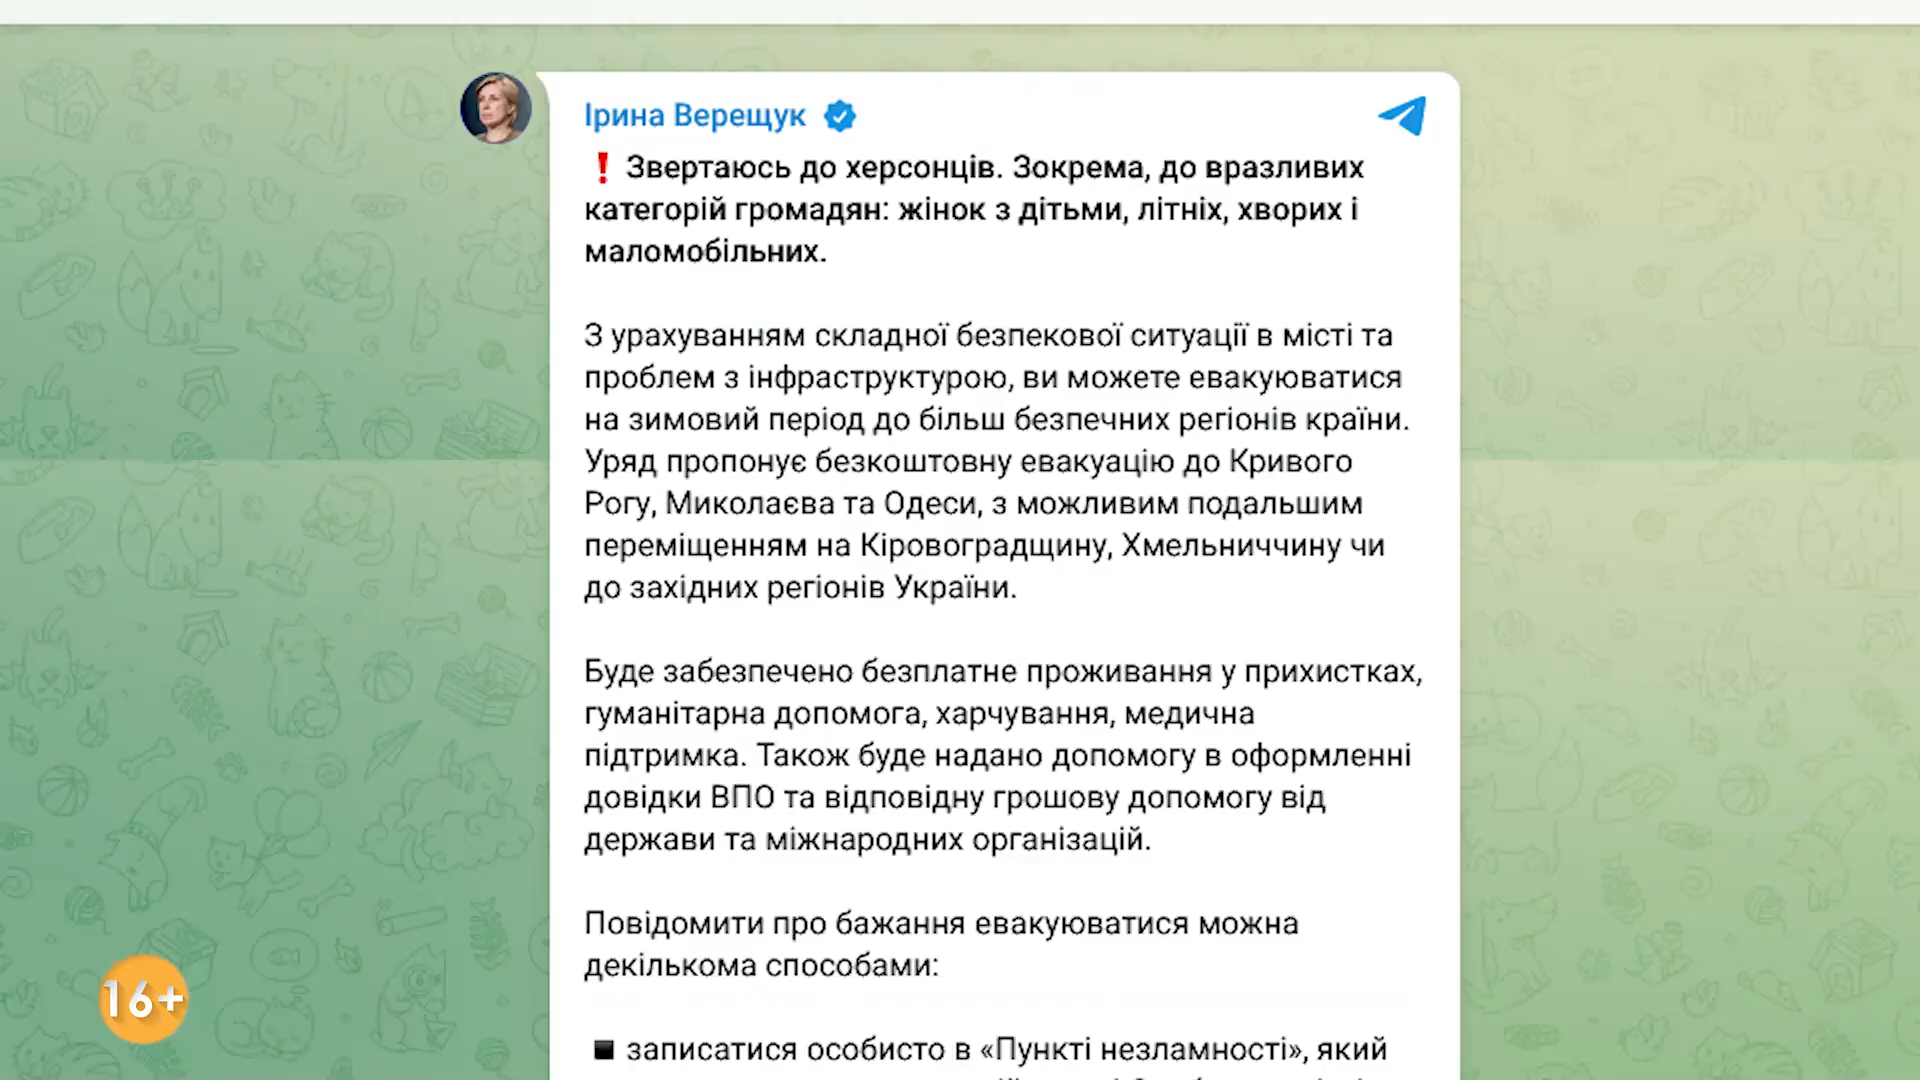 Ірина Верещук
❗ Звертаюсь до херсонців. Зокрема, до вразливих
категорій громадян: жінок з дітьми, літніх, хворих і
маломобільних.
З урахуванням складної безпекової ситуації в місті та
проблем з інфраструктурою, ви можете евакуюватися
на зимовий період до більш безпечних регіонів країни.
Уряд пропонує безкоштовну евакуацію до Кривого
Рогу, Миколаєва та Одеси, з можливим подальшим
переміщенням на Кіровоградщину, Хмельниччину чи
до західних регіонів України.
Буде забезпечено безплатне проживання у прихистках,
гуманітарна допомога, харчування, медична
підтримка. Також буде надано допомогу в оформленні
довідки ВПО та відповідну грошову допомогу від
держави та міжнародних організацій.
Повідомити про бажання евакуюватися можна
декількома способами:
16+
◾ записатися особисто в «Пункті незламності», який